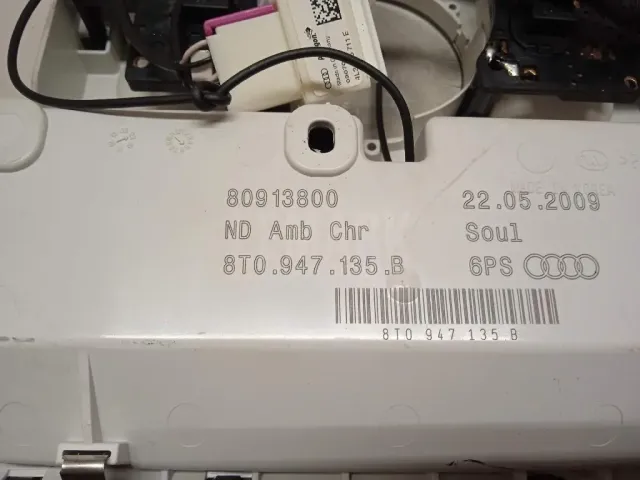 80913800
22.05.2009
ND Amb Chr
Soul
8T0.947.135.B
6PS
8T0 947 135 B